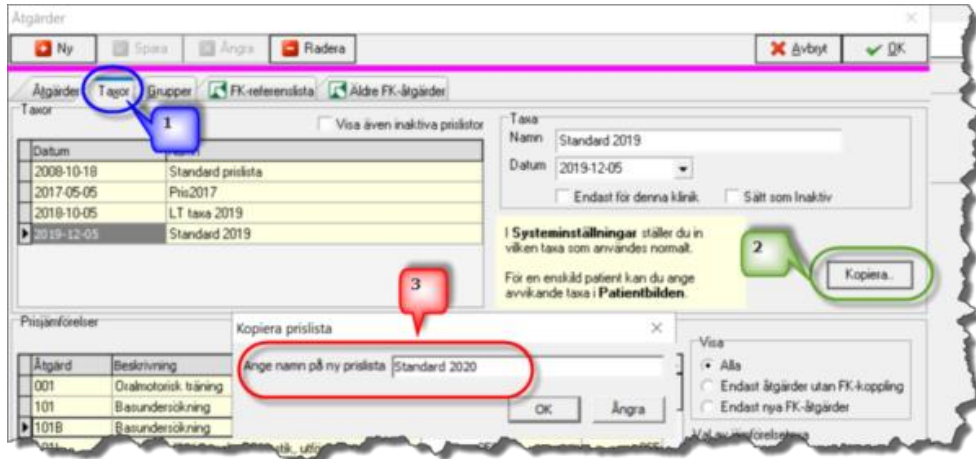 Åtgärder
Ny Spara Ångra Radera Avbryt OK
Åtgärder Taxor Grupper FK-referenslista Äldre FK-åtgärder
Taxor
1
Visa även inaktiva prislistor
Datum
2008-10-18 Standard prislista
2017-05-05 Pris2017
2018-10-05 LT taxa 2019
2019-12-05 Standard 2019
Taxa
Namn Standard 2019
Datum 2019-12-05
Endast för denna klinik Sätt som Inaktiv
I Systeminställningar ställer du in
vilken taxa som användes normalt.
För en enskild patient kan du ange
avvikande taxa i Patientbilden.
2
Kopiera..
3
Prisjämförelser
Kopiera prislista
Ange namn på ny prislista Standard 2020
OK Ångra
Åtgärd Beskrivning
001 Oralmotorisk träning
101 Basundersökning
101B Basundersökning
Visa
Alla
Endast åtgärder utan FK-koppling
Endast nya FK-åtgärder
Val av jämförelsetaxa